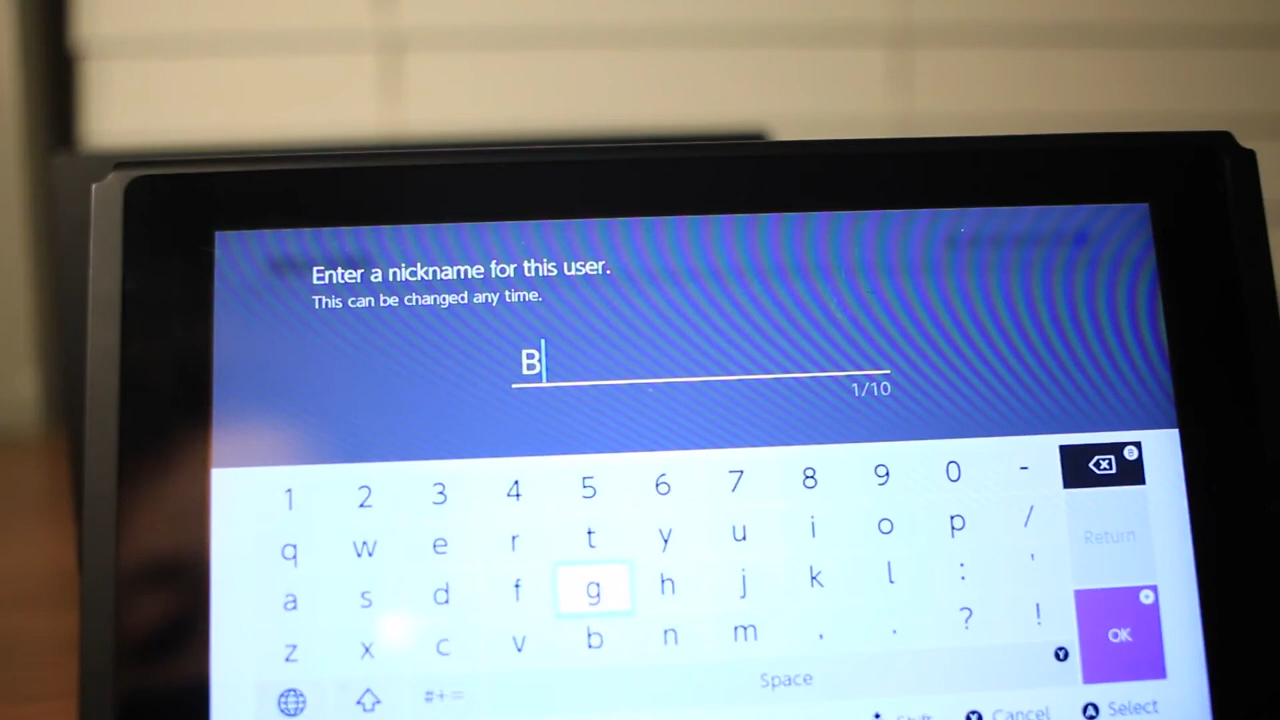 Enter a nickname for this user.
This can be changed any time.
B
1/10
1 2 3 4 5 6 7 8 9 0 - B
q w e r t y u i o p / Return
a s d f g h j k l : '
z x c v b n m , . ? ! + OK
#+= Space Y
Shift Cancel A Select